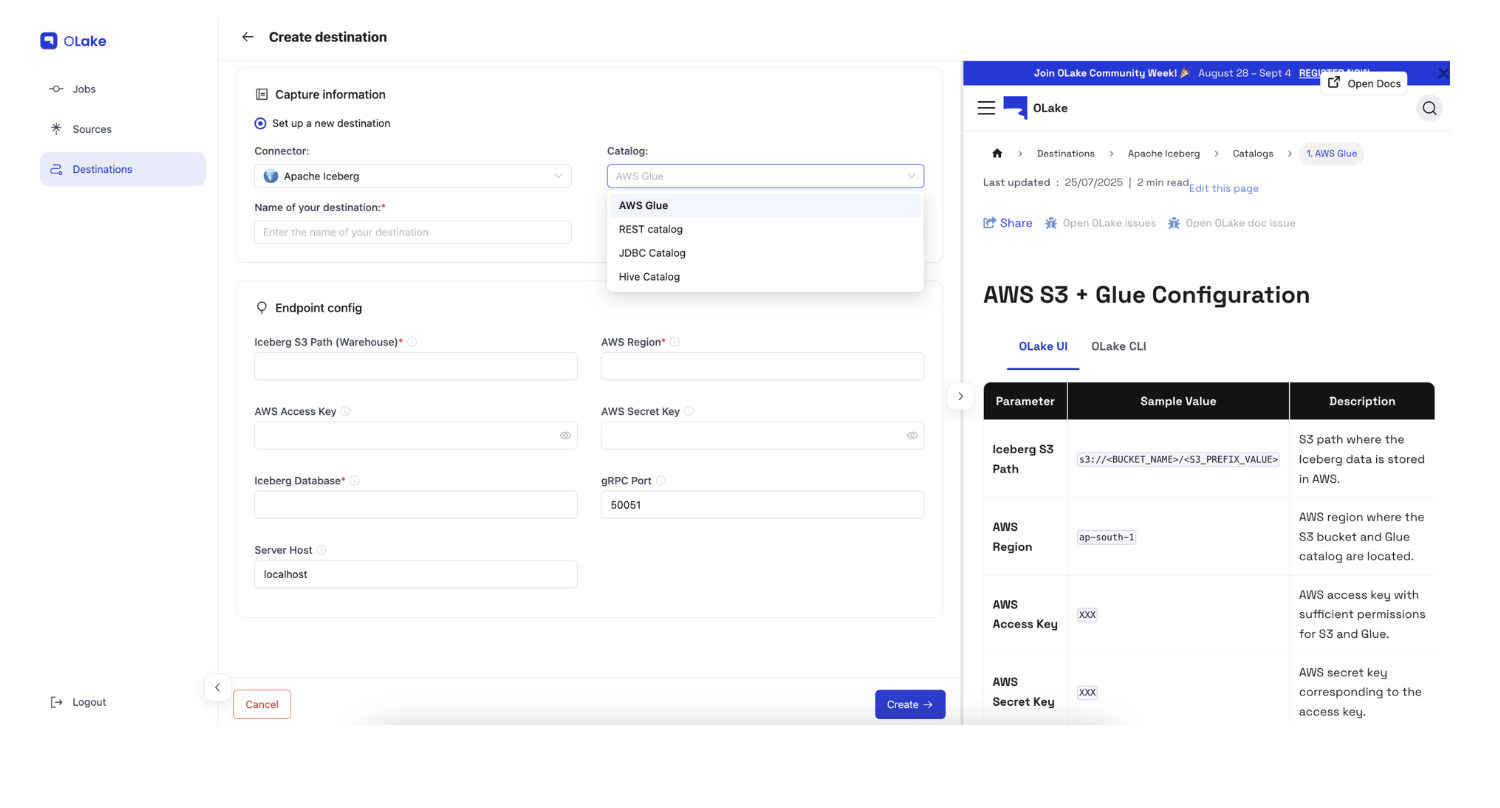 OLake
Jobs
Sources
Destinations
Logout
Create destination
Capture information
Set up a new destination
Connector:
Catalog:
Apache Iceberg
AWS Glue
AWS Glue
REST catalog
JDBC Catalog
Hive Catalog
Name of your destination:*
Enter the name of your destination
Endpoint config
Iceberg S3 Path (Warehouse)*
AWS Region*
AWS Access Key
AWS Secret Key
Iceberg Database*
gRPC Port
50051
Server Host
localhost
Cancel
Create →
Join OLake Community Week! 🎉 August 28 – Sept 4 REGISTER NOW
Open Docs
OLake
Destinations > Apache Iceberg > Catalogs > 1. AWS Glue
Last updated : 25/07/2025 | 2 min read
Edit this page
Share
Open OLake issues
Open OLake doc issue
AWS S3 + Glue Configuration
OLake UI
OLake CLI
Parameter Sample Value Description
Iceberg S3
Path
s3://<BUCKET_NAME>/<S3_PREFIX_VALUE>
S3 path where the
Iceberg data is stored
in AWS.
AWS
Region
ap-south-1
AWS region where the
S3 bucket and Glue
catalog are located.
AWS
Access Key
XXX
AWS access key with
sufficient permissions
for S3 and Glue.
AWS
Secret Key
XXX
AWS secret key
corresponding to the
access key.